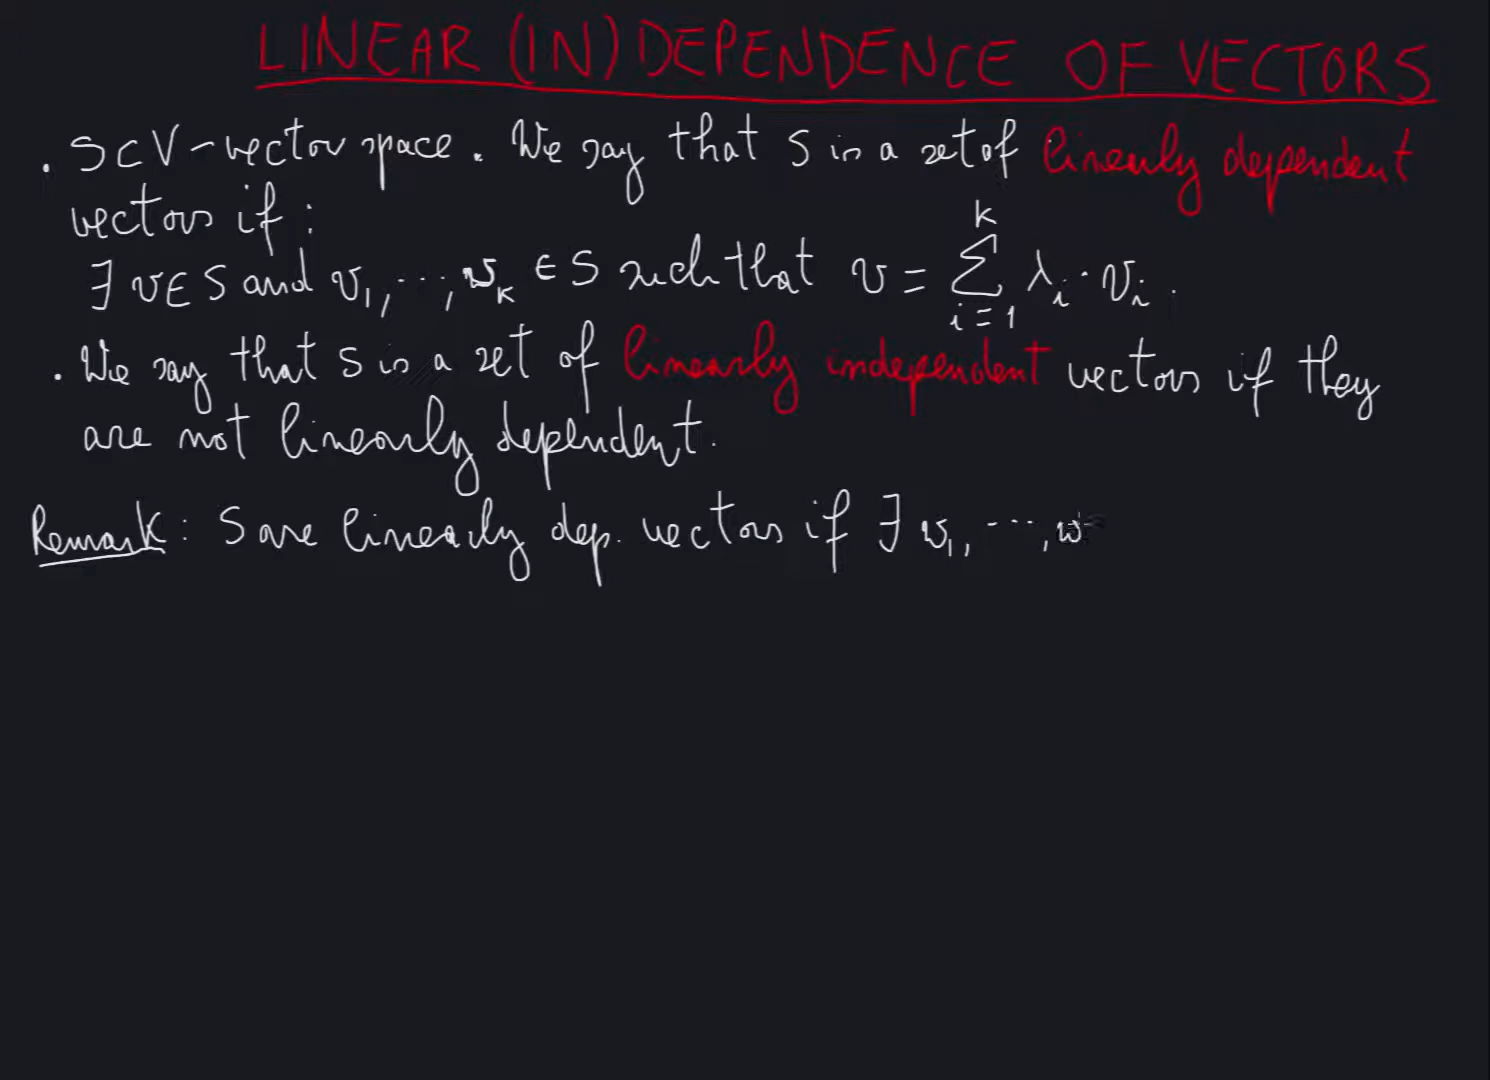 LINEAR (IN)DEPENDENCE OF VECTORS
• S ⊂ V - vector space. We say that S is a set of linearly dependent
vectors if :
∃ v ∈ S and v₁, ..., vₖ ∈ S such that v = ∑_{i=1}^{k} λᵢ · vᵢ .
• We say that S is a set of linearly independent vectors if they
are not linearly dependent.
Remark : S are linearly dep. vectors if ∃ v₁, ..., w